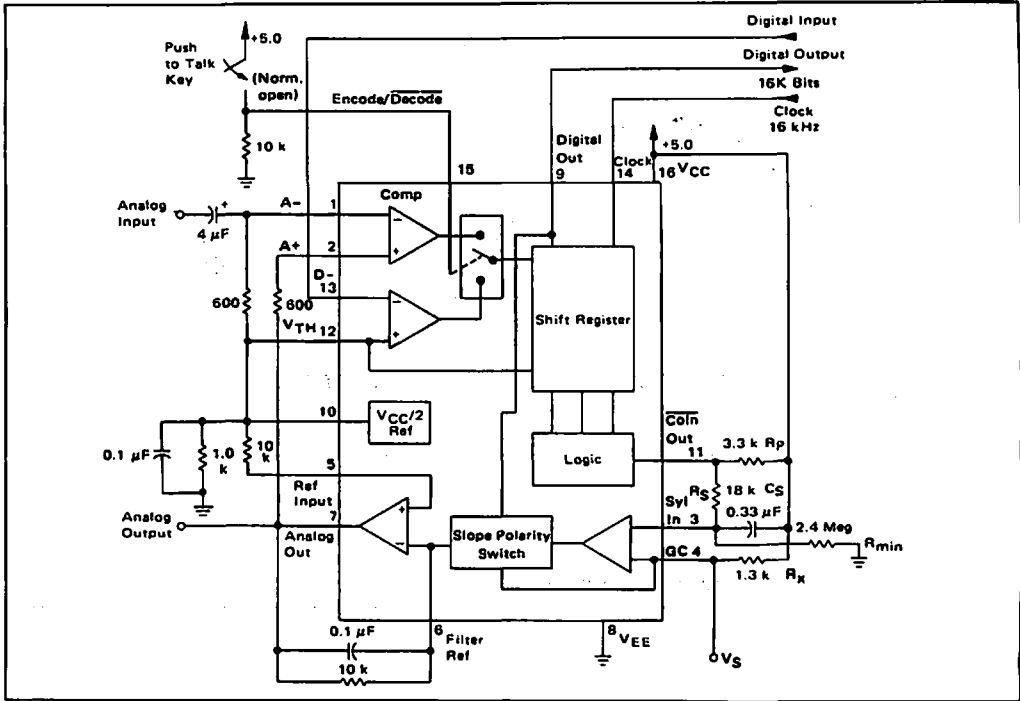 Digital Input
Digital Output
16K Bits
Clock
16 kHz
+5.0
Push
to Talk
Key
(Norm.
open)
Encode/Decode
10 k
Digital
Out
+5.0
15
9
Clock
14
16 VCC
Comp
Analog
Input
4 μF
+
A−
1
−
+
A+
2
D−
13
−
+
600
600
VTH
12
Shift Register
10
VCC/2
Ref
CoIn
Out
11
3.3 k RP
Logic
0.1 μF
1.0
k
10
k
5
Ref
Input
RS
18 k
CS
0.33 μF
Syl
In 3
2.4 Meg
Rmin
Analog
Output
7
Analog
Out
+
−
Slope Polarity
Switch
GC 4
1.3 k
Rx
6
Filter
Ref
0.1 μF
10 k
8 VEE
VS